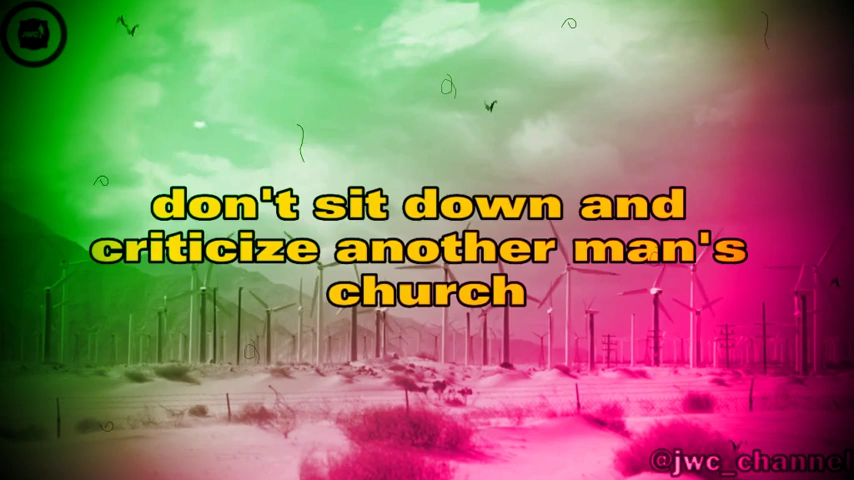 don't sit down and
criticize another man's
church
@jwc_channel